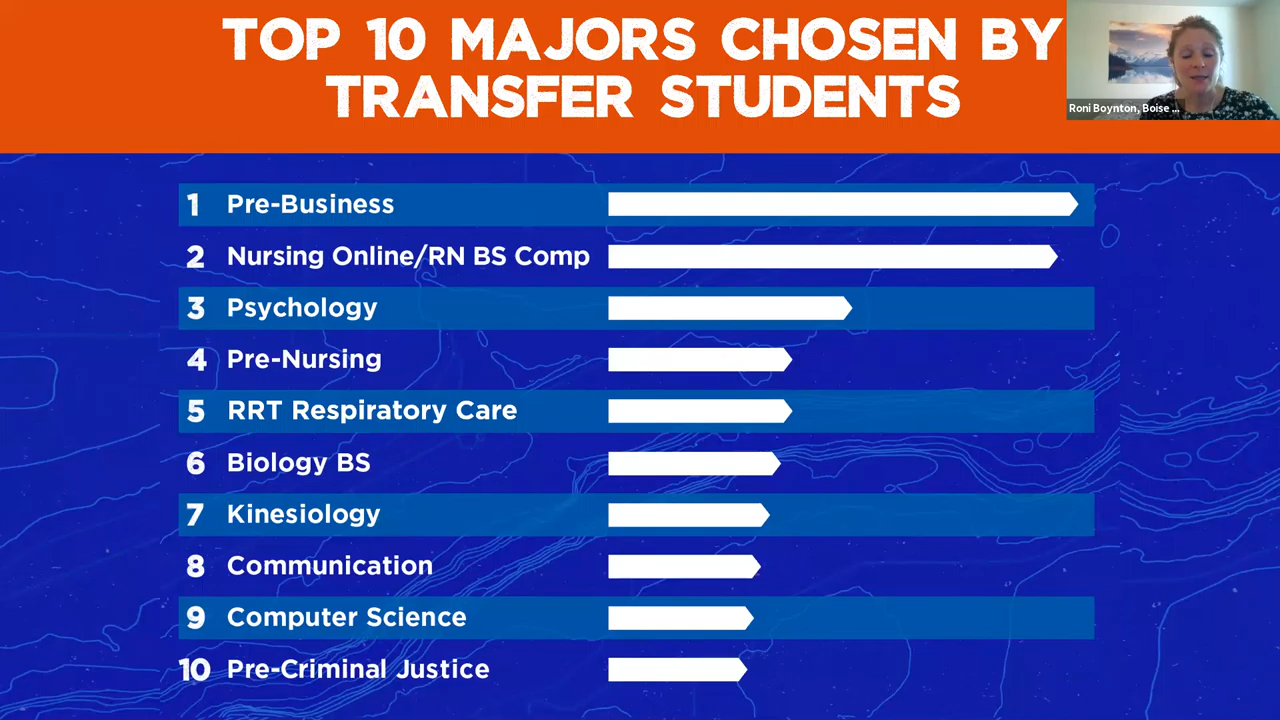 TOP 10 MAJORS CHOSEN BY
TRANSFER STUDENTS
Roni Boynton, Boise ...
1 Pre-Business
2 Nursing Online/RN BS Comp
3 Psychology
4 Pre-Nursing
5 RRT Respiratory Care
6 Biology BS
7 Kinesiology
8 Communication
9 Computer Science
10 Pre-Criminal Justice